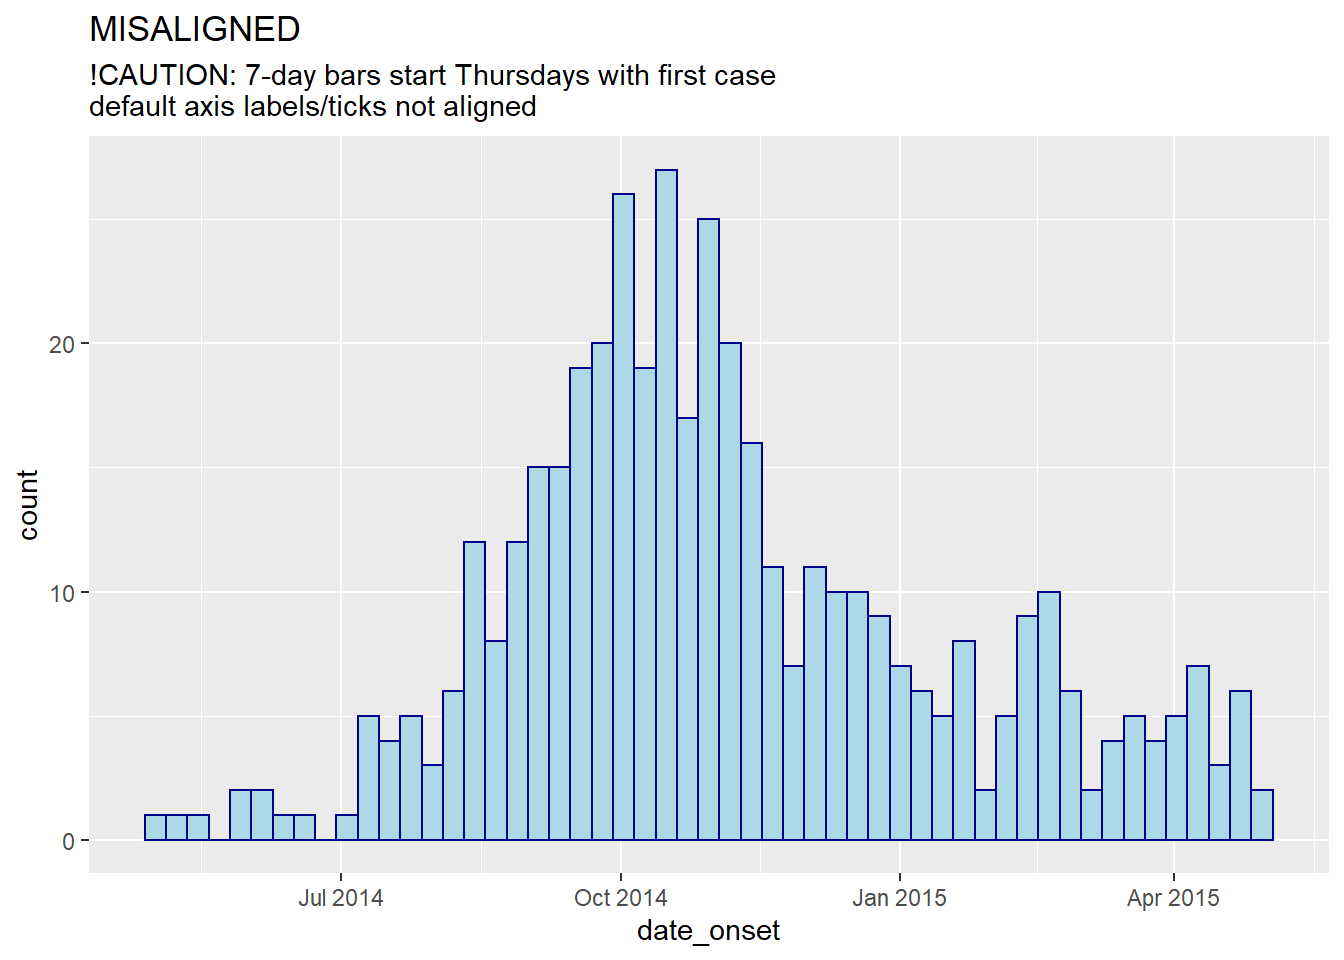 MISALIGNED
!CAUTION: 7-day bars start Thursdays with first case
default axis labels/ticks not aligned
count
20
10
0
Jul 2014
Oct 2014
Jan 2015
Apr 2015
date_onset